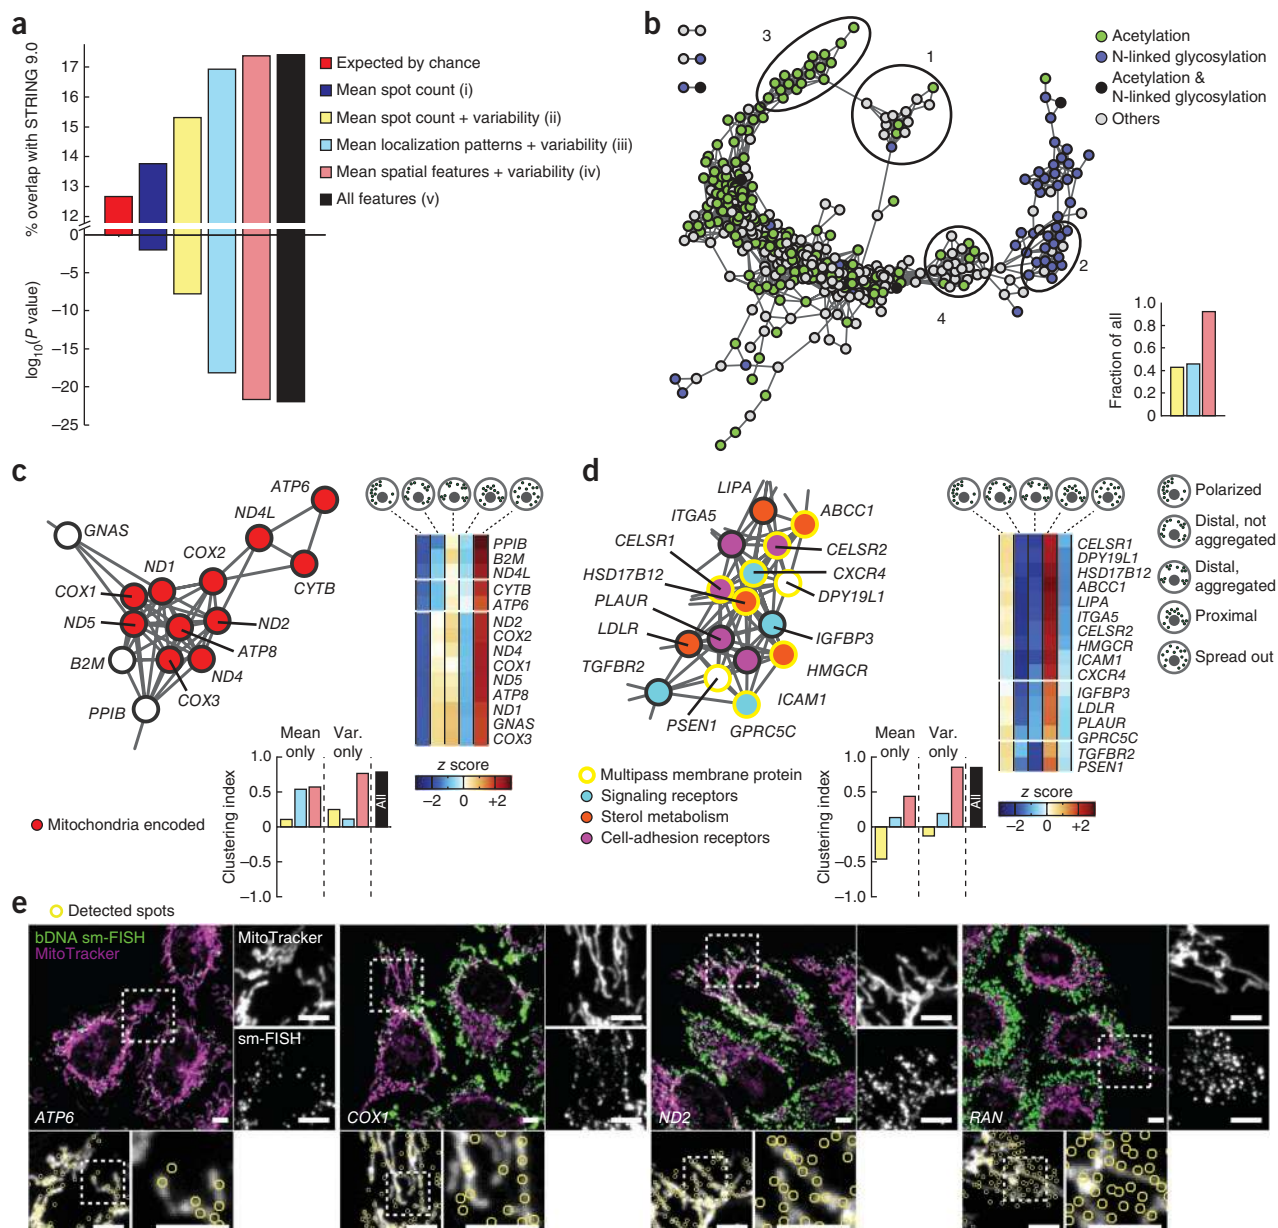 a
% overlap with STRING 9.0
17
16
15
14
13
12
0
−5
−10
−15
−20
−25
log10(P value)
Expected by chance
Mean spot count (i)
Mean spot count + variability (ii)
Mean localization patterns + variability (iii)
Mean spatial features + variability (iv)
All features (v)
b
3
1
2
4
Acetylation
N-linked glycosylation
Acetylation &
N-linked glycosylation
Others
Fraction of all
1.0
0.8
0.6
0.4
0.2
0
c
ATP6
GNAS
ND4L
COX2
ND1
CYTB
COX1
ND5
ND2
ATP8
B2M
ND4
COX3
PPIB
PPIB
B2M
ND4L
CYTB
ATP6
ND2
COX2
ND4
COX1
ND5
ATP8
ND1
GNAS
COX3
z score
−2
0
+2
Mean only
Var. only
Clustering index
1.0
0.5
0
−0.5
−1.0
All
Mitochondria encoded
d
LIPA
ITGA5
ABCC1
CELSR1
CELSR2
HSD17B12
CXCR4
PLAUR
DPY19L1
LDLR
IGFBP3
TGFBR2
HMGCR
ICAM1
PSEN1
GPRC5C
CELSR1
DPY19L1
HSD17B12
ABCC1
LIPA
ITGA5
CELSR2
HMGCR
ICAM1
CXCR4
IGFBP3
LDLR
PLAUR
GPRC5C
TGFBR2
PSEN1
z score
−2
0
+2
Polarized
Distal, not
aggregated
Distal,
aggregated
Proximal
Spread out
Multipass membrane protein
Signaling receptors
Sterol metabolism
Cell-adhesion receptors
Mean only
Var. only
Clustering index
1.0
0.5
0
−0.5
−1.0
All
e
Detected spots
bDNA sm-FISH
MitoTracker
MitoTracker
sm-FISH
ATP6
COX1
ND2
RAN